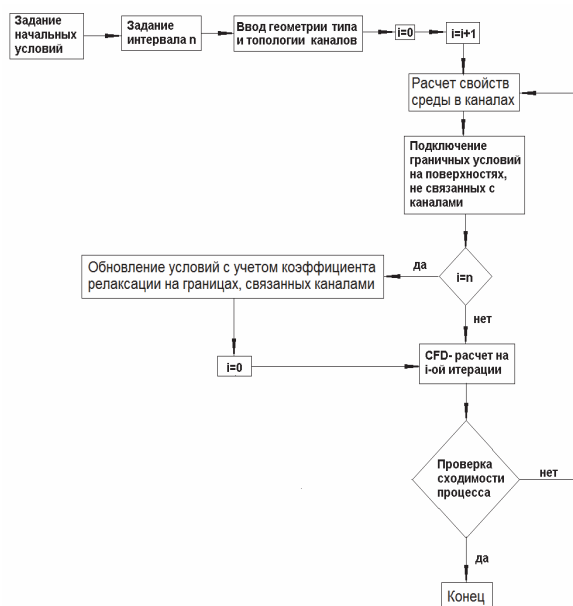 Задание
начальных
условий
Задание
интервала n
Ввод геометрии типа
и топологии каналов
i=0
i=i+1
Расчет свойств
среды в каналах
Подключение
граничных условий
на поверхностях,
не связанных с
каналами
да
i=n
Обновление условий с учетом коэффициента
релаксации на границах, связанных каналами
нет
i=0
CFD- расчет на
i-ой итерации
Проверка
сходимости
процесса
нет
да
Конец